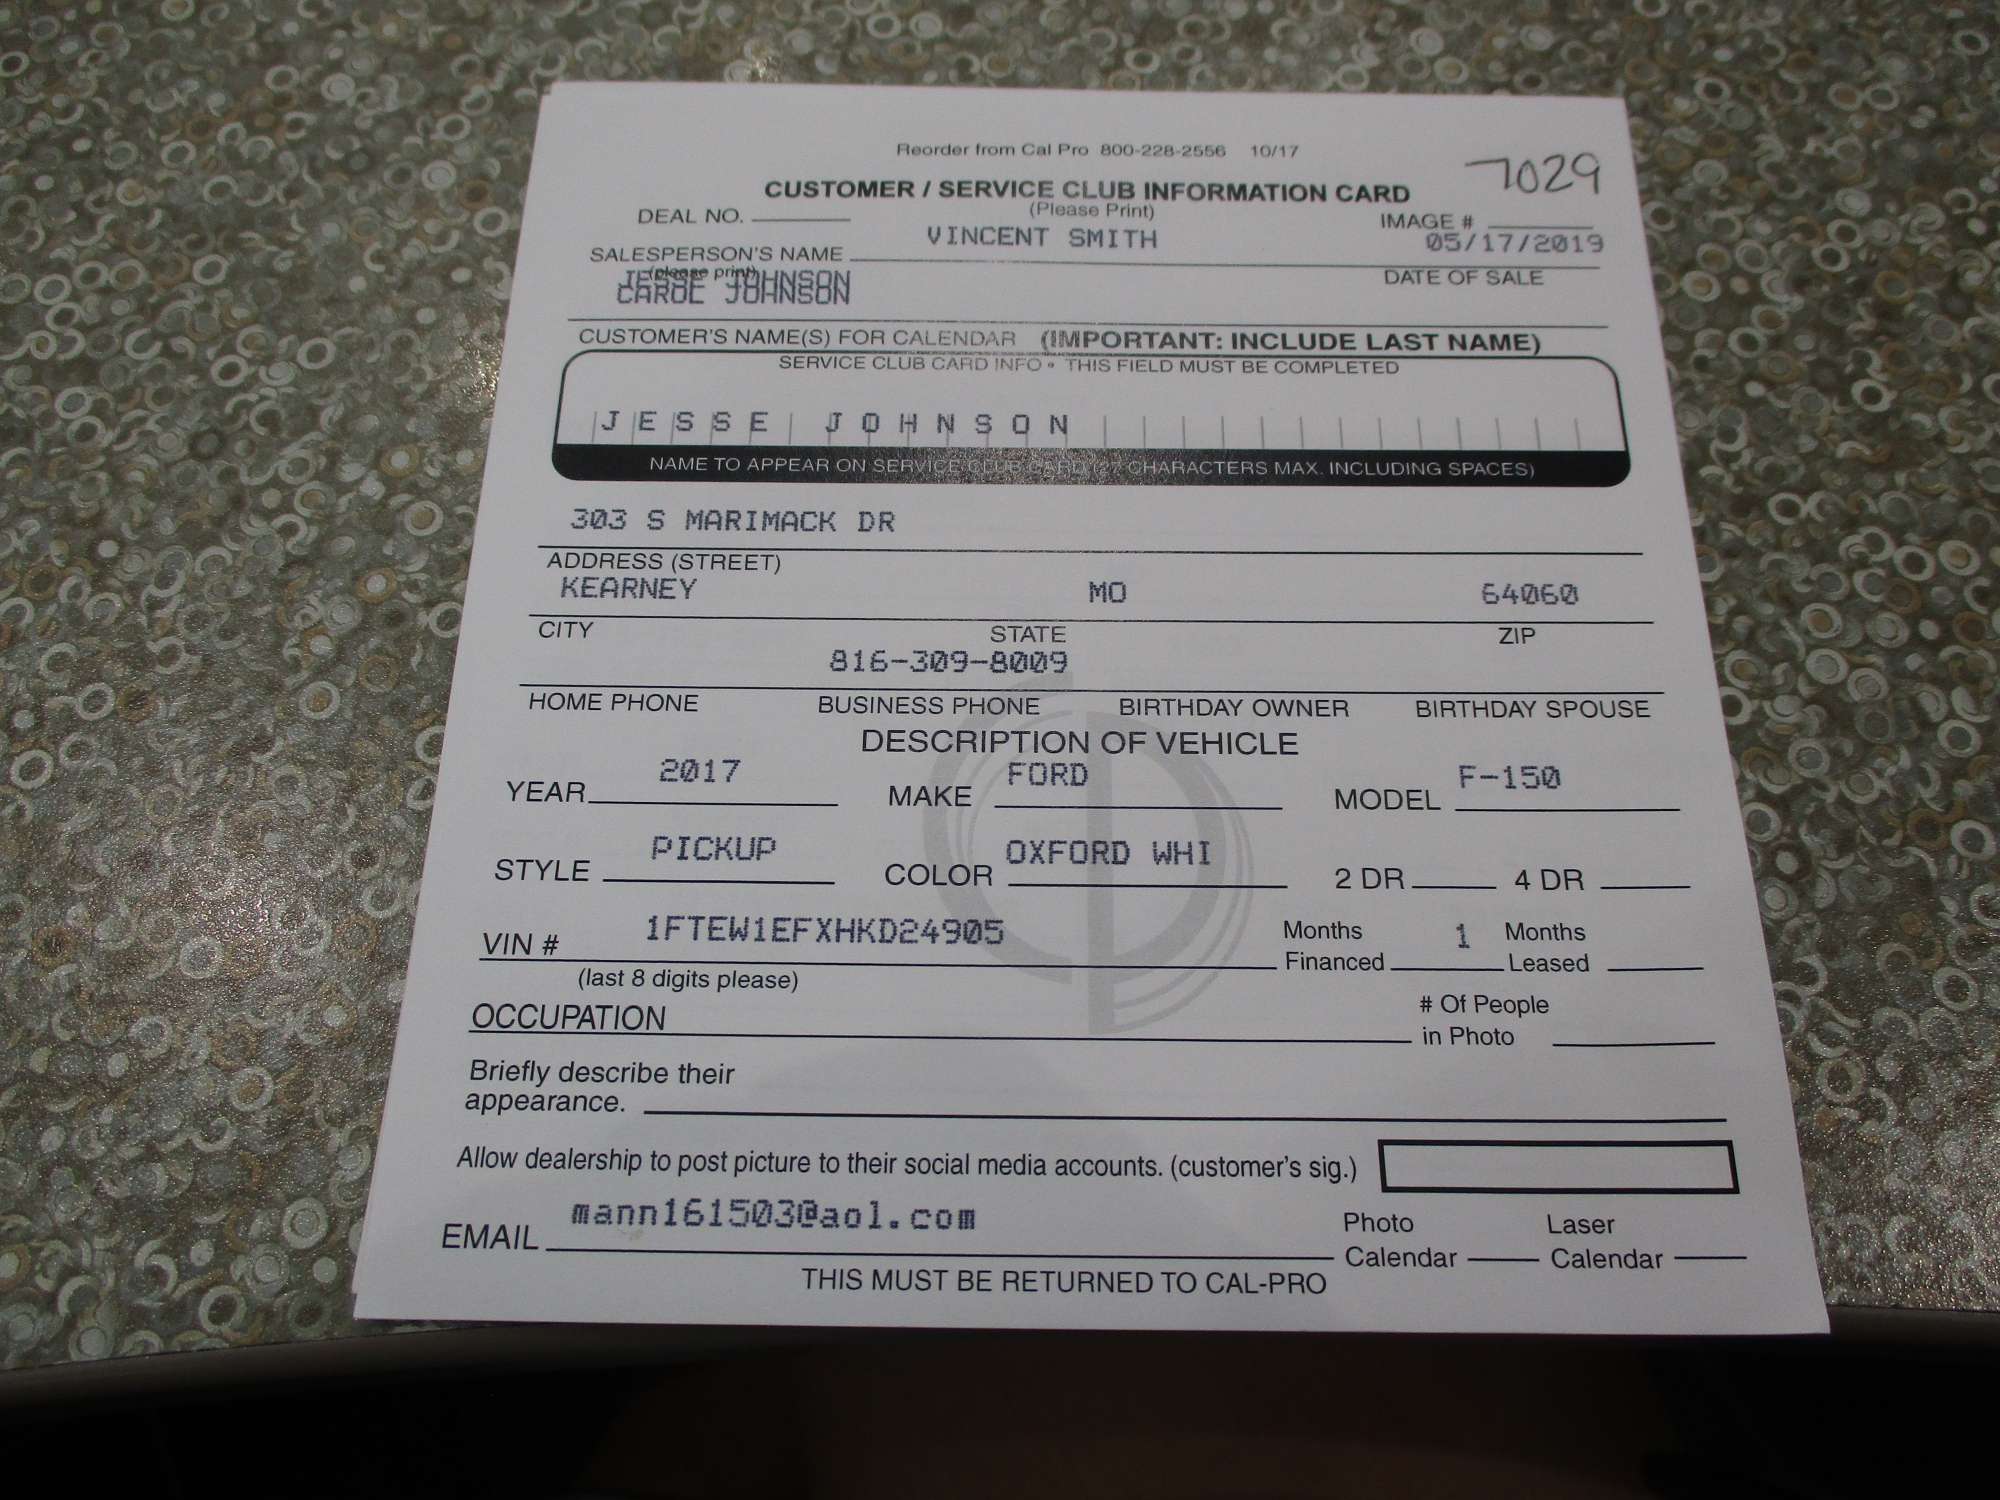 Reorder from Cal Pro 800-228-2556 10/17
7029
CUSTOMER / SERVICE CLUB INFORMATION CARD
DEAL NO. (Please Print) IMAGE #
VINCENT SMITH 05/17/2019
SALESPERSON'S NAME
(please print) DATE OF SALE
JESSE JOHNSON
CAROL JOHNSON
CUSTOMER'S NAME(S) FOR CALENDAR (IMPORTANT: INCLUDE LAST NAME)
SERVICE CLUB CARD INFO • THIS FIELD MUST BE COMPLETED
JESSE JOHNSON
NAME TO APPEAR ON SERVICE CLUB CARD (27 CHARACTERS MAX. INCLUDING SPACES)
303 S MARIMACK DR
ADDRESS (STREET)
KEARNEY MO 64060
CITY STATE ZIP
816-309-8009
HOME PHONE BUSINESS PHONE BIRTHDAY OWNER BIRTHDAY SPOUSE
DESCRIPTION OF VEHICLE
YEAR 2017 MAKE FORD MODEL F-150
STYLE PICKUP COLOR OXFORD WHI 2 DR 4 DR
VIN # 1FTEW1EFXHKD24905 Months Financed 1 Months Leased
(last 8 digits please)
OCCUPATION # Of People in Photo
Briefly describe their
appearance.
Allow dealership to post picture to their social media accounts. (customer's sig.)
EMAIL mann161503@aol.com Photo Calendar Laser Calendar
THIS MUST BE RETURNED TO CAL-PRO